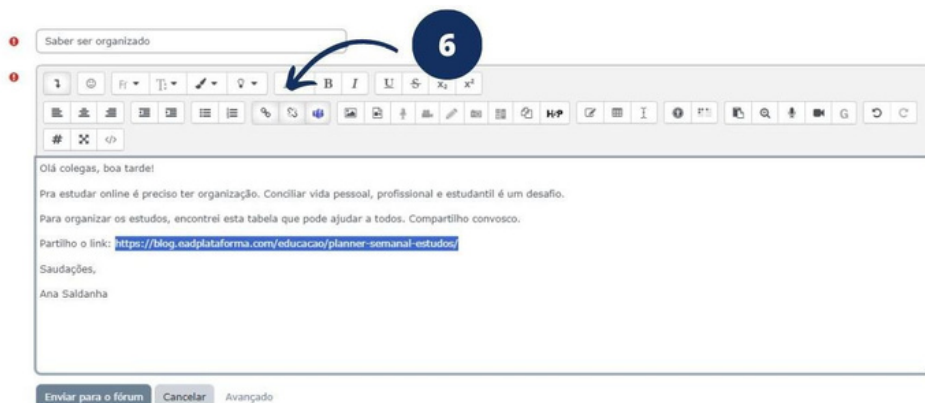 6
Saber ser organizado
B I U S x₂ x²
H-P G
# </>
Olá colegas, boa tarde!
Pra estudar online é preciso ter organização. Conciliar vida pessoal, profissional e estudantil é um desafio.
Para organizar os estudos, encontrei esta tabela que pode ajudar a todos. Compartilho convosco.
Partilho o link: https://blog.eadplataforma.com/educacao/planner-semanal-estudos/
Saudações,
Ana Saldanha
Enviar para o fórum Cancelar Avançado